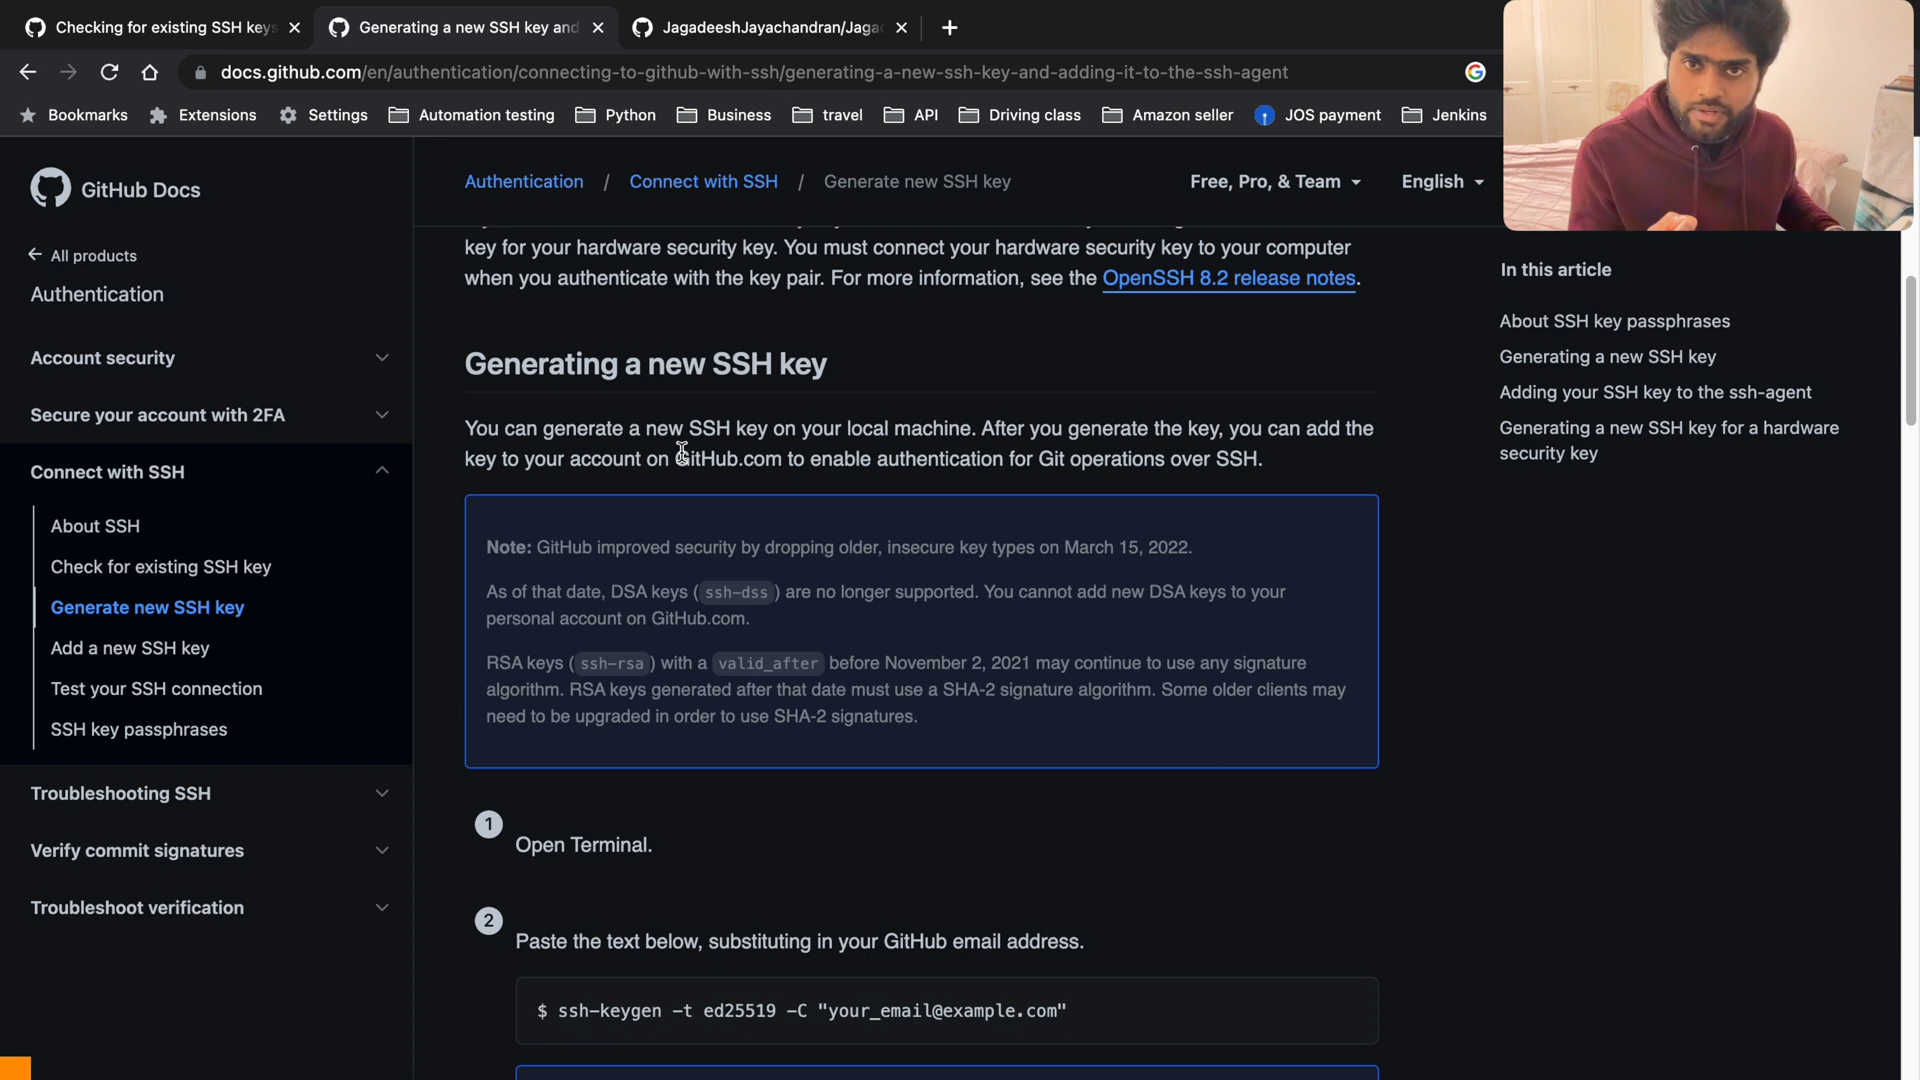 Checking for existing SSH keys
Generating a new SSH key and
JagadeeshJayachandran/Jaga
docs.github.com/en/authentication/connecting-to-github-with-ssh/generating-a-new-ssh-key-and-adding-it-to-the-ssh-agent
Bookmarks Extensions Settings Automation testing Python Business travel API Driving class Amazon seller JOS payment Jenkins
GitHub Docs
Authentication / Connect with SSH / Generate new SSH key
Free, Pro, & Team English
All products
Authentication
Account security
Secure your account with 2FA
Connect with SSH
About SSH
Check for existing SSH key
Generate new SSH key
Add a new SSH key
Test your SSH connection
SSH key passphrases
Troubleshooting SSH
Verify commit signatures
Troubleshoot verification
key for your hardware security key. You must connect your hardware security key to your computer
when you authenticate with the key pair. For more information, see the OpenSSH 8.2 release notes.
Generating a new SSH key
You can generate a new SSH key on your local machine. After you generate the key, you can add the
key to your account on GitHub.com to enable authentication for Git operations over SSH.
Note: GitHub improved security by dropping older, insecure key types on March 15, 2022.
As of that date, DSA keys (ssh-dss) are no longer supported. You cannot add new DSA keys to your
personal account on GitHub.com.
RSA keys (ssh-rsa) with a valid_after before November 2, 2021 may continue to use any signature
algorithm. RSA keys generated after that date must use a SHA-2 signature algorithm. Some older clients may
need to be upgraded in order to use SHA-2 signatures.
1
Open Terminal.
2
Paste the text below, substituting in your GitHub email address.
$ ssh-keygen -t ed25519 -C "your_email@example.com"
In this article
About SSH key passphrases
Generating a new SSH key
Adding your SSH key to the ssh-agent
Generating a new SSH key for a hardware
security key